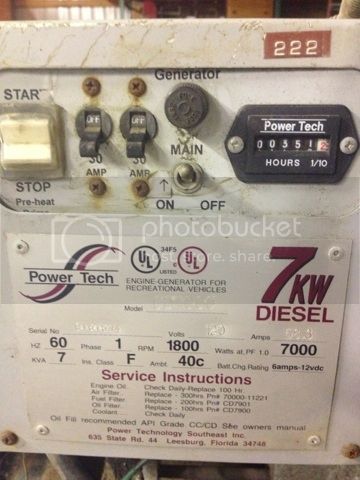 222
Generator
START
OFF OFF
Power Tech
0 0 3 5 1 2
HOURS 1/10
MAIN
30 AMP 30 AMP
STOP
Pre-heat
ON OFF
photobucket
34F5
UL UL
LISTED
Power Tech
ENGINE-GENERATOR FOR
RECREATIONAL VEHICLES
7KW
DIESEL
Model
Serial No Volts 120 Amps
HZ 60 Phase 1 RPM 1800 Watts at. PF 1.0 7000
KVA 7 Ins. Class F Ambt. 40c Batt.Chg.Rating 6amps-12vdc
Service Instructions
Engine Oil: Check Daily-Replace 100 Hr
Air Filter: Replace - 300hrs Pn# 70000-11221
Fuel Filter: Replace - 200hrs Pn# CD7901
Oil Filter: Replace - 100hrs Pn# CD7900
Coolant: Check Daily
Oil Fill recommended API Grade CC/CD See owners manual
Power Technology Southeast Inc.
635 State Rd. 44 Leesburg, Florida 34748